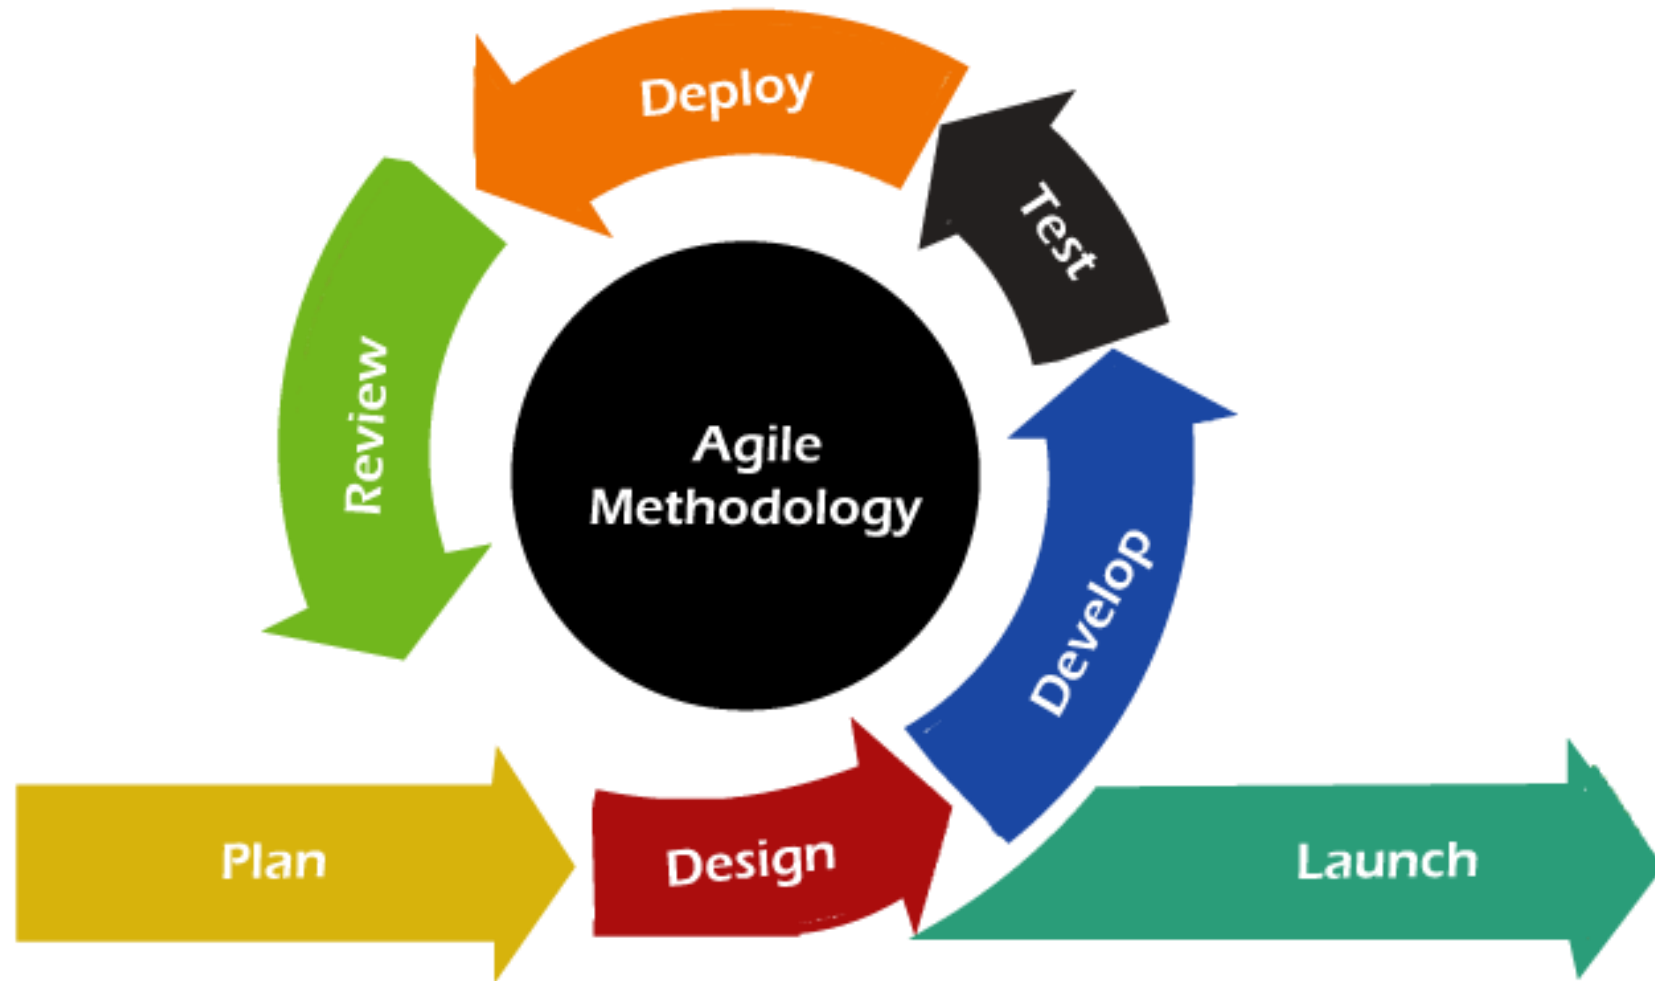 Deploy
Test
Review
Agile
Methodology
Develop
Plan
Design
Launch